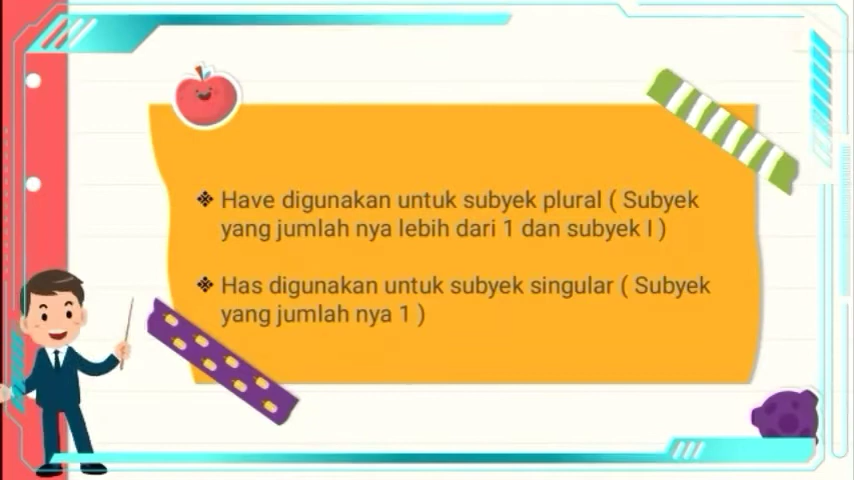 ❖ Have digunakan untuk subyek plural ( Subyek
yang jumlah nya lebih dari 1 dan subyek I )
❖ Has digunakan untuk subyek singular ( Subyek
yang jumlah nya 1 )